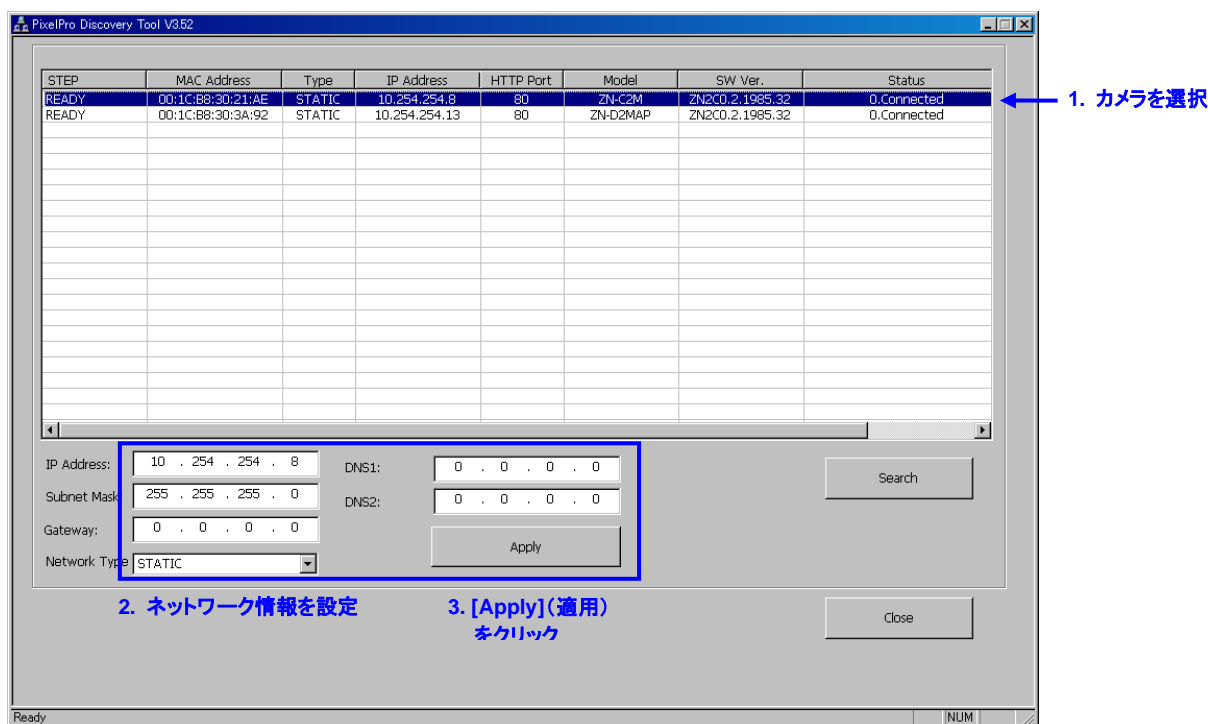 PixelPro Discovery Tool V3.52
STEP MAC Address Type IP Address HTTP Port Model SW Ver. Status
READY 00:1C:B8:30:21:AE STATIC 10.254.254.8 80 ZN-C2M ZN2C0.2.1985.32 0.Connected
READY 00:1C:B8:30:3A:92 STATIC 10.254.254.13 80 ZN-D2MAP ZN2C0.2.1985.32 0.Connected
1. カメラを選択
IP Address: 10 . 254 . 254 . 8 DNS1: 0 . 0 . 0 . 0
Search
Subnet Mask 255 . 255 . 255 . 0 DNS2: 0 . 0 . 0 . 0
Gateway: 0 . 0 . 0 . 0
Apply
Network Type STATIC
2. ネットワーク情報を設定
3. [Apply](適用)
をクリック
Close
Ready NUM